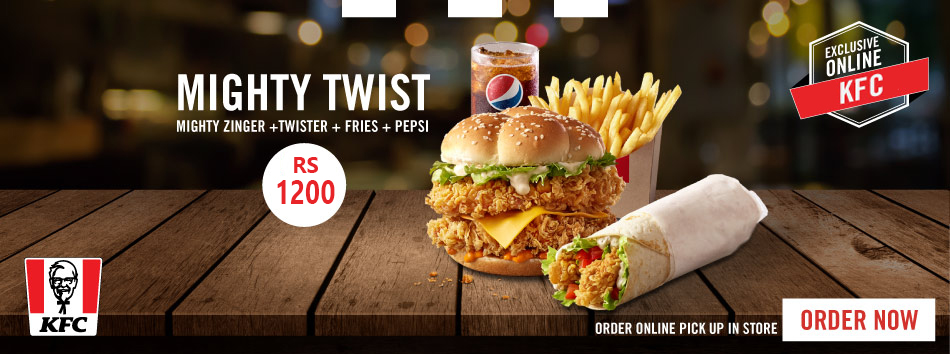 MIGHTY TWIST
MIGHTY ZINGER +TWISTER + FRIES + PEPSI
RS
1200
EXCLUSIVE
ONLINE
KFC
KFC
ORDER ONLINE PICK UP IN STORE
ORDER NOW